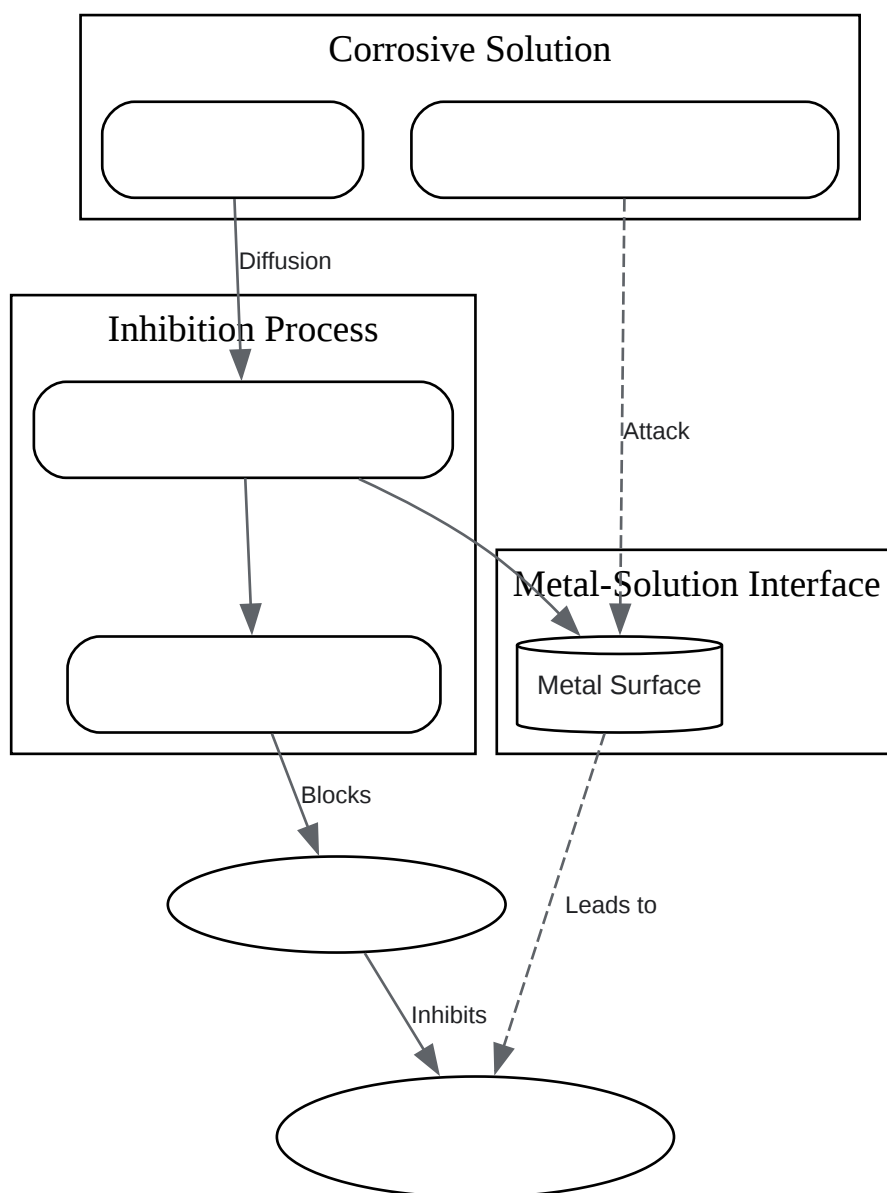 Corrosive Solution
Diffusion
Inhibition Process
Attack
Metal-Solution Interface
Metal Surface
Blocks
Leads to
Inhibits